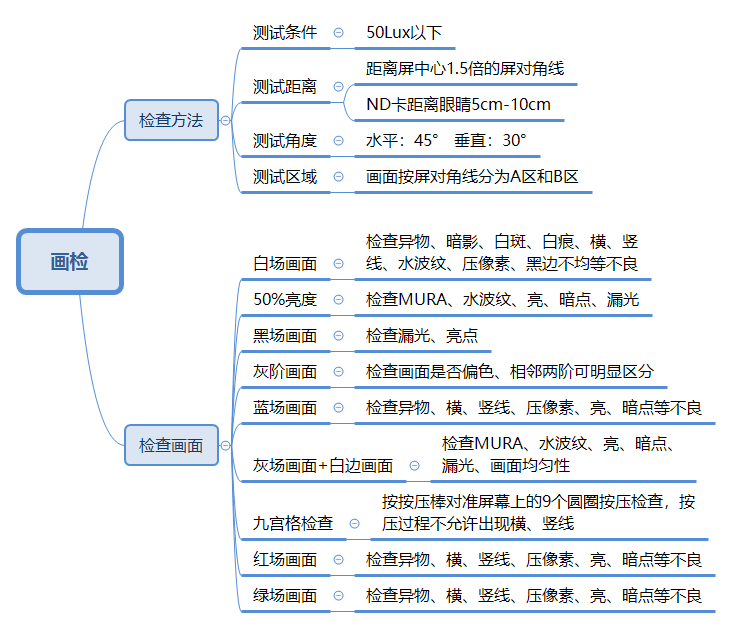 画检
检查方法
测试条件
50Lux以下
测试距离
距离屏中心1.5倍的屏对角线
ND卡距离眼睛5cm-10cm
测试角度
水平：45° 垂直：30°
测试区域
画面按屏对角线分为A区和B区
检查画面
白场画面
检查异物、暗影、白斑、白痕、横、竖
线、水波纹、压像素、黑边不均等不良
50%亮度
检查MURA、水波纹、亮、暗点、漏光
黑场画面
检查漏光、亮点
灰阶画面
检查画面是否偏色、相邻两阶可明显区分
蓝场画面
检查异物、横、竖线、压像素、亮、暗点等不良
灰场画面+白边画面
检查MURA、水波纹、亮、暗点、
漏光、画面均匀性
九宫格检查
按按压棒对准屏幕上的9个圆圈按压检查，按
压过程不允许出现横、竖线
红场画面
检查异物、横、竖线、压像素、亮、暗点等不良
绿场画面
检查异物、横、竖线、压像素、亮、暗点等不良